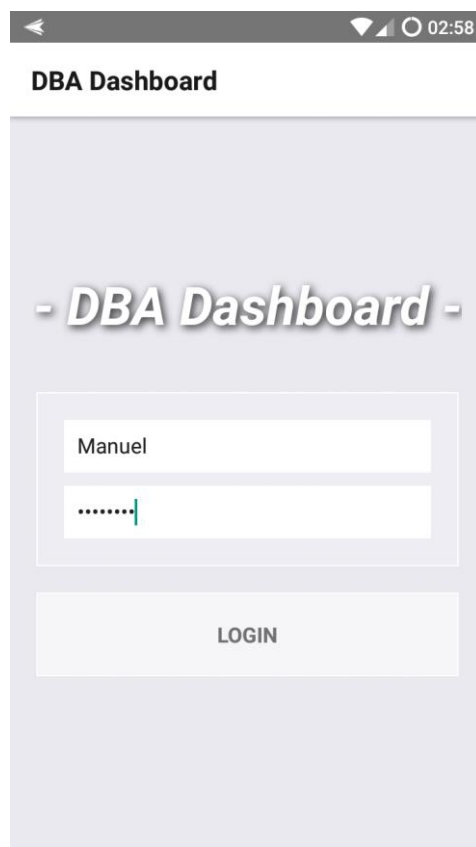 02:58
DBA Dashboard
- DBA Dashboard -
Manuel
••••••••
LOGIN